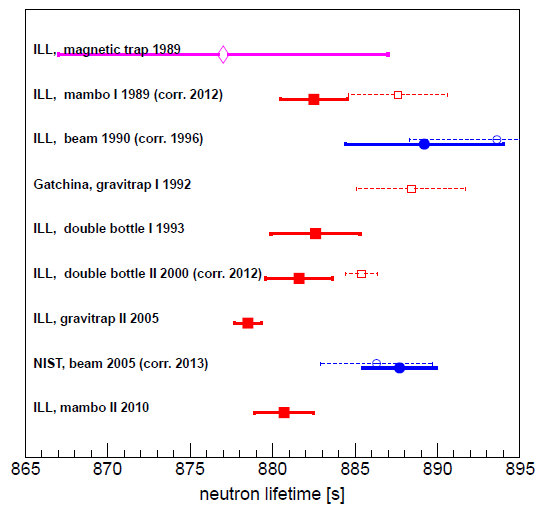 ILL,  magnetic trap 1989
ILL,  mambo I 1989 (corr. 2012)
ILL,  beam 1990 (corr. 1996)
Gatchina, gravitrap I 1992
ILL,  double bottle I 1993
ILL,  double bottle II 2000 (corr. 2012)
ILL, gravitrap II 2005
NIST, beam 2005 (corr. 2013)
ILL, mambo II 2010
865 870 875 880 885 890 895
neutron lifetime [s]